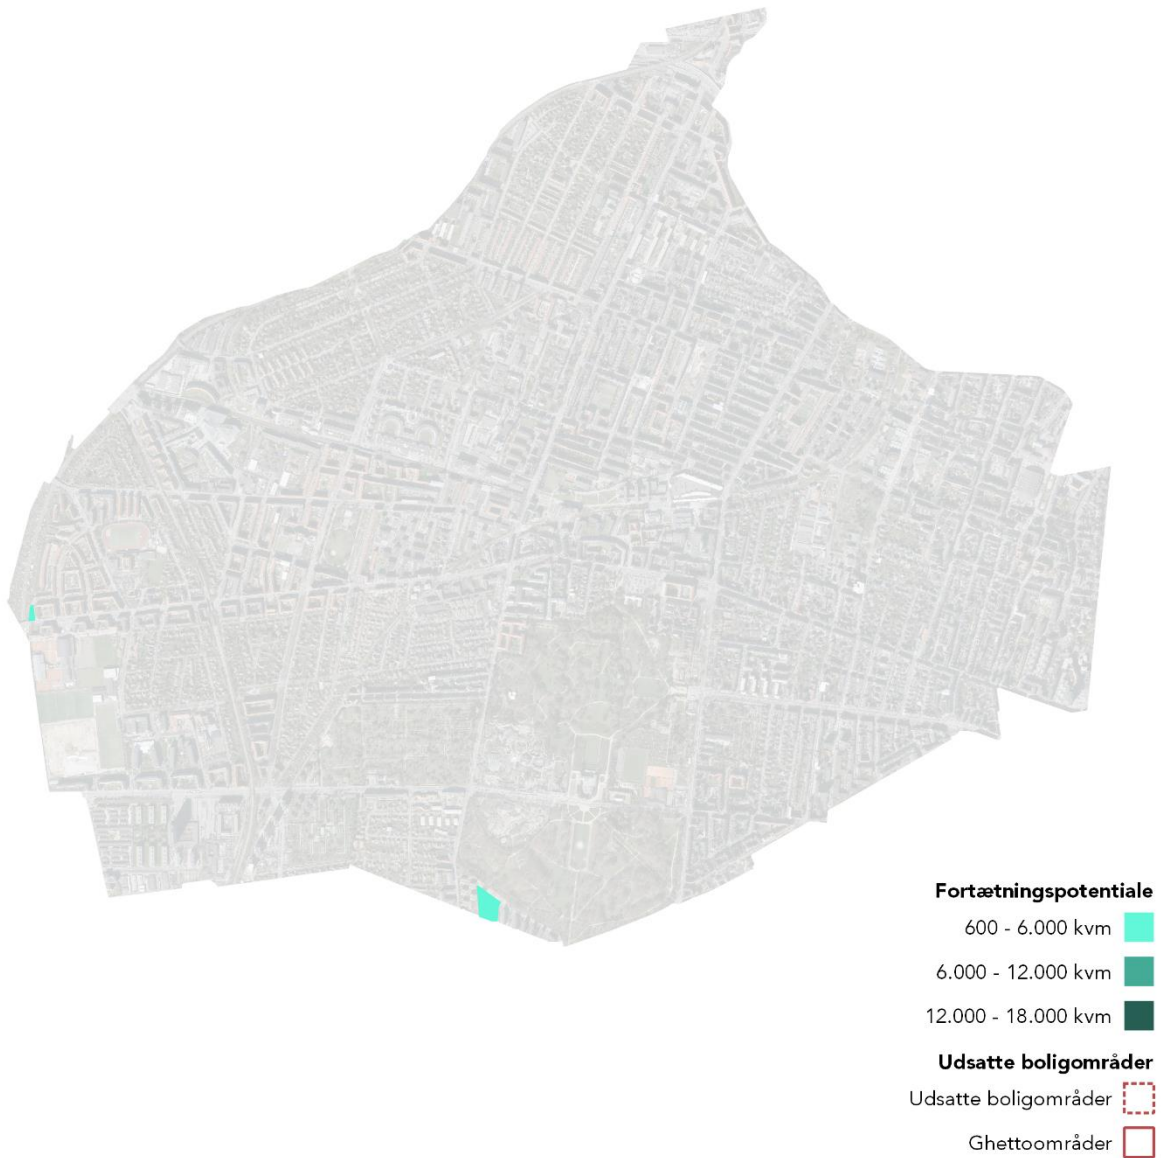 Fortætningspotentiale
600 - 6.000 kvm
6.000 - 12.000 kvm
12.000 - 18.000 kvm
Udsatte boligområder
Udsatte boligområder
Ghettoområder